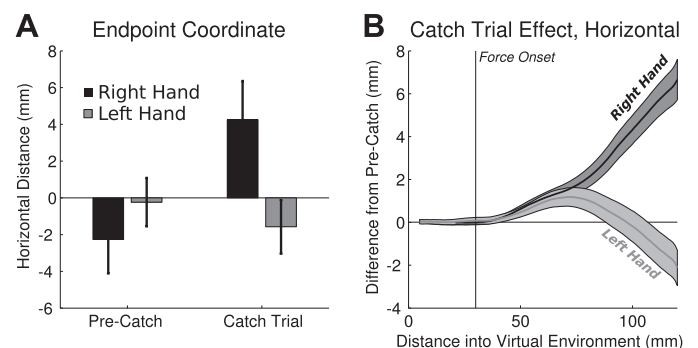 A Endpoint Coordinate
8
6
4
2
0
-2
-4
-6
Horizontal Distance (mm)
Right Hand
Left Hand
Pre-Catch Catch Trial
B Catch Trial Effect, Horizontal
8
6
4
2
0
-2
-4
Difference from Pre-Catch (mm)
Force Onset
Right Hand
Left Hand
0 50 100
Distance into Virtual Environment (mm)